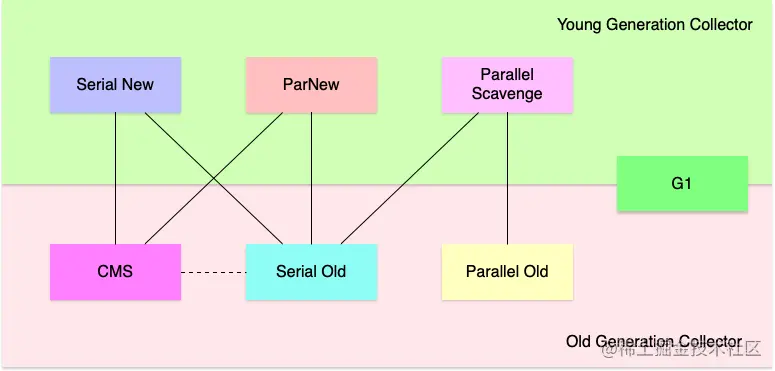 Young Generation Collector
Serial New
ParNew
Parallel
Scavenge
G1
CMS
Serial Old
Parallel Old
Old Generation Collector
@稀土掘金技术社区